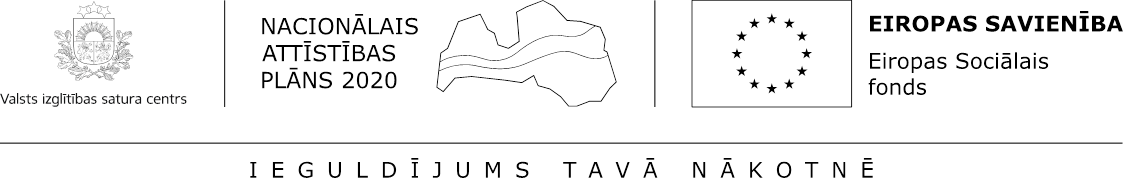 Valsts izglītības satura centrs
NACIONĀLAIS
ATTĪSTĪBAS
PLĀNS 2020
EIROPAS SAVIENĪBA
Eiropas Sociālais
fonds
IEGULDĪJUMS TAVĀ NĀKOTNĒ